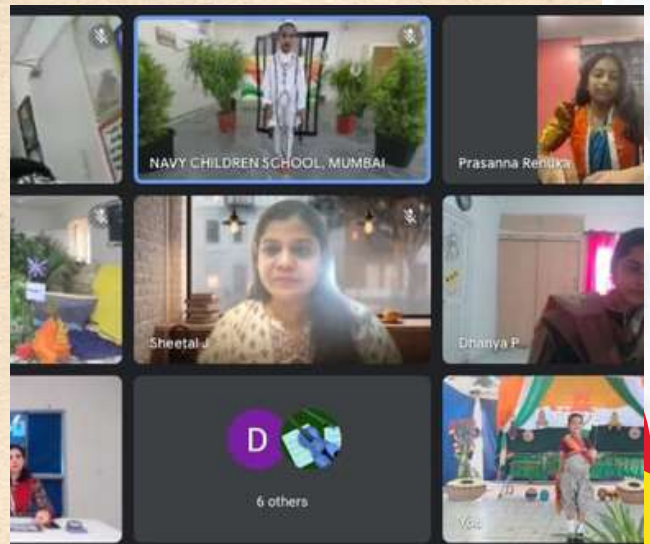 NAVY CHILDREN SCHOOL, MUMBAI
Prasanna Renuka
Sheetal J
Dhanya P
D
6 others
You